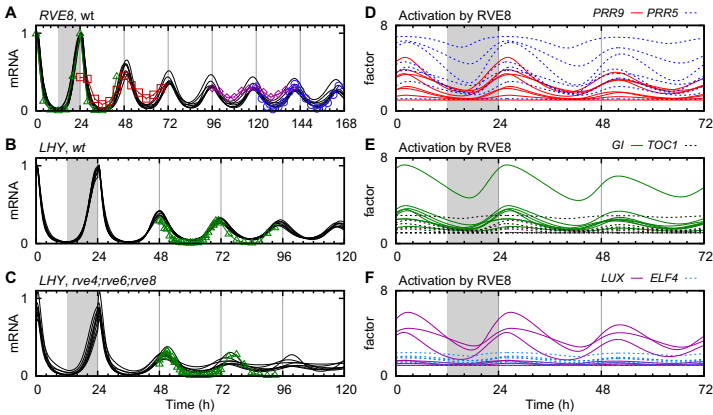 A RVE8, wt
mRNA
1
0
0 24 48 72 96 120 144 168
B LHY, wt
mRNA
1
0
0 24 48 72 96 120
C LHY, rve4;rve6;rve8
mRNA
1
0
0 24 48 72 96 120
Time (h)
D Activation by RVE8 PRR9 PRR5
factor
8
0
0 24 48 72
E Activation by RVE8 GI TOC1
factor
8
0
0 24 48 72
F Activation by RVE8 LUX ELF4
factor
8
0
0 24 48 72
Time (h)